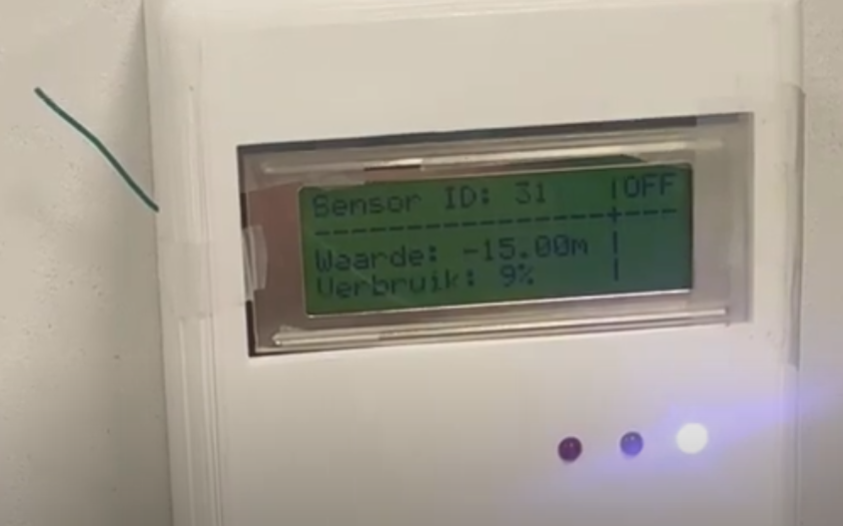 Sensor ID: 31 |OFF
------------------+---
Waarde: -15.00m |
Verbruik: 9% |